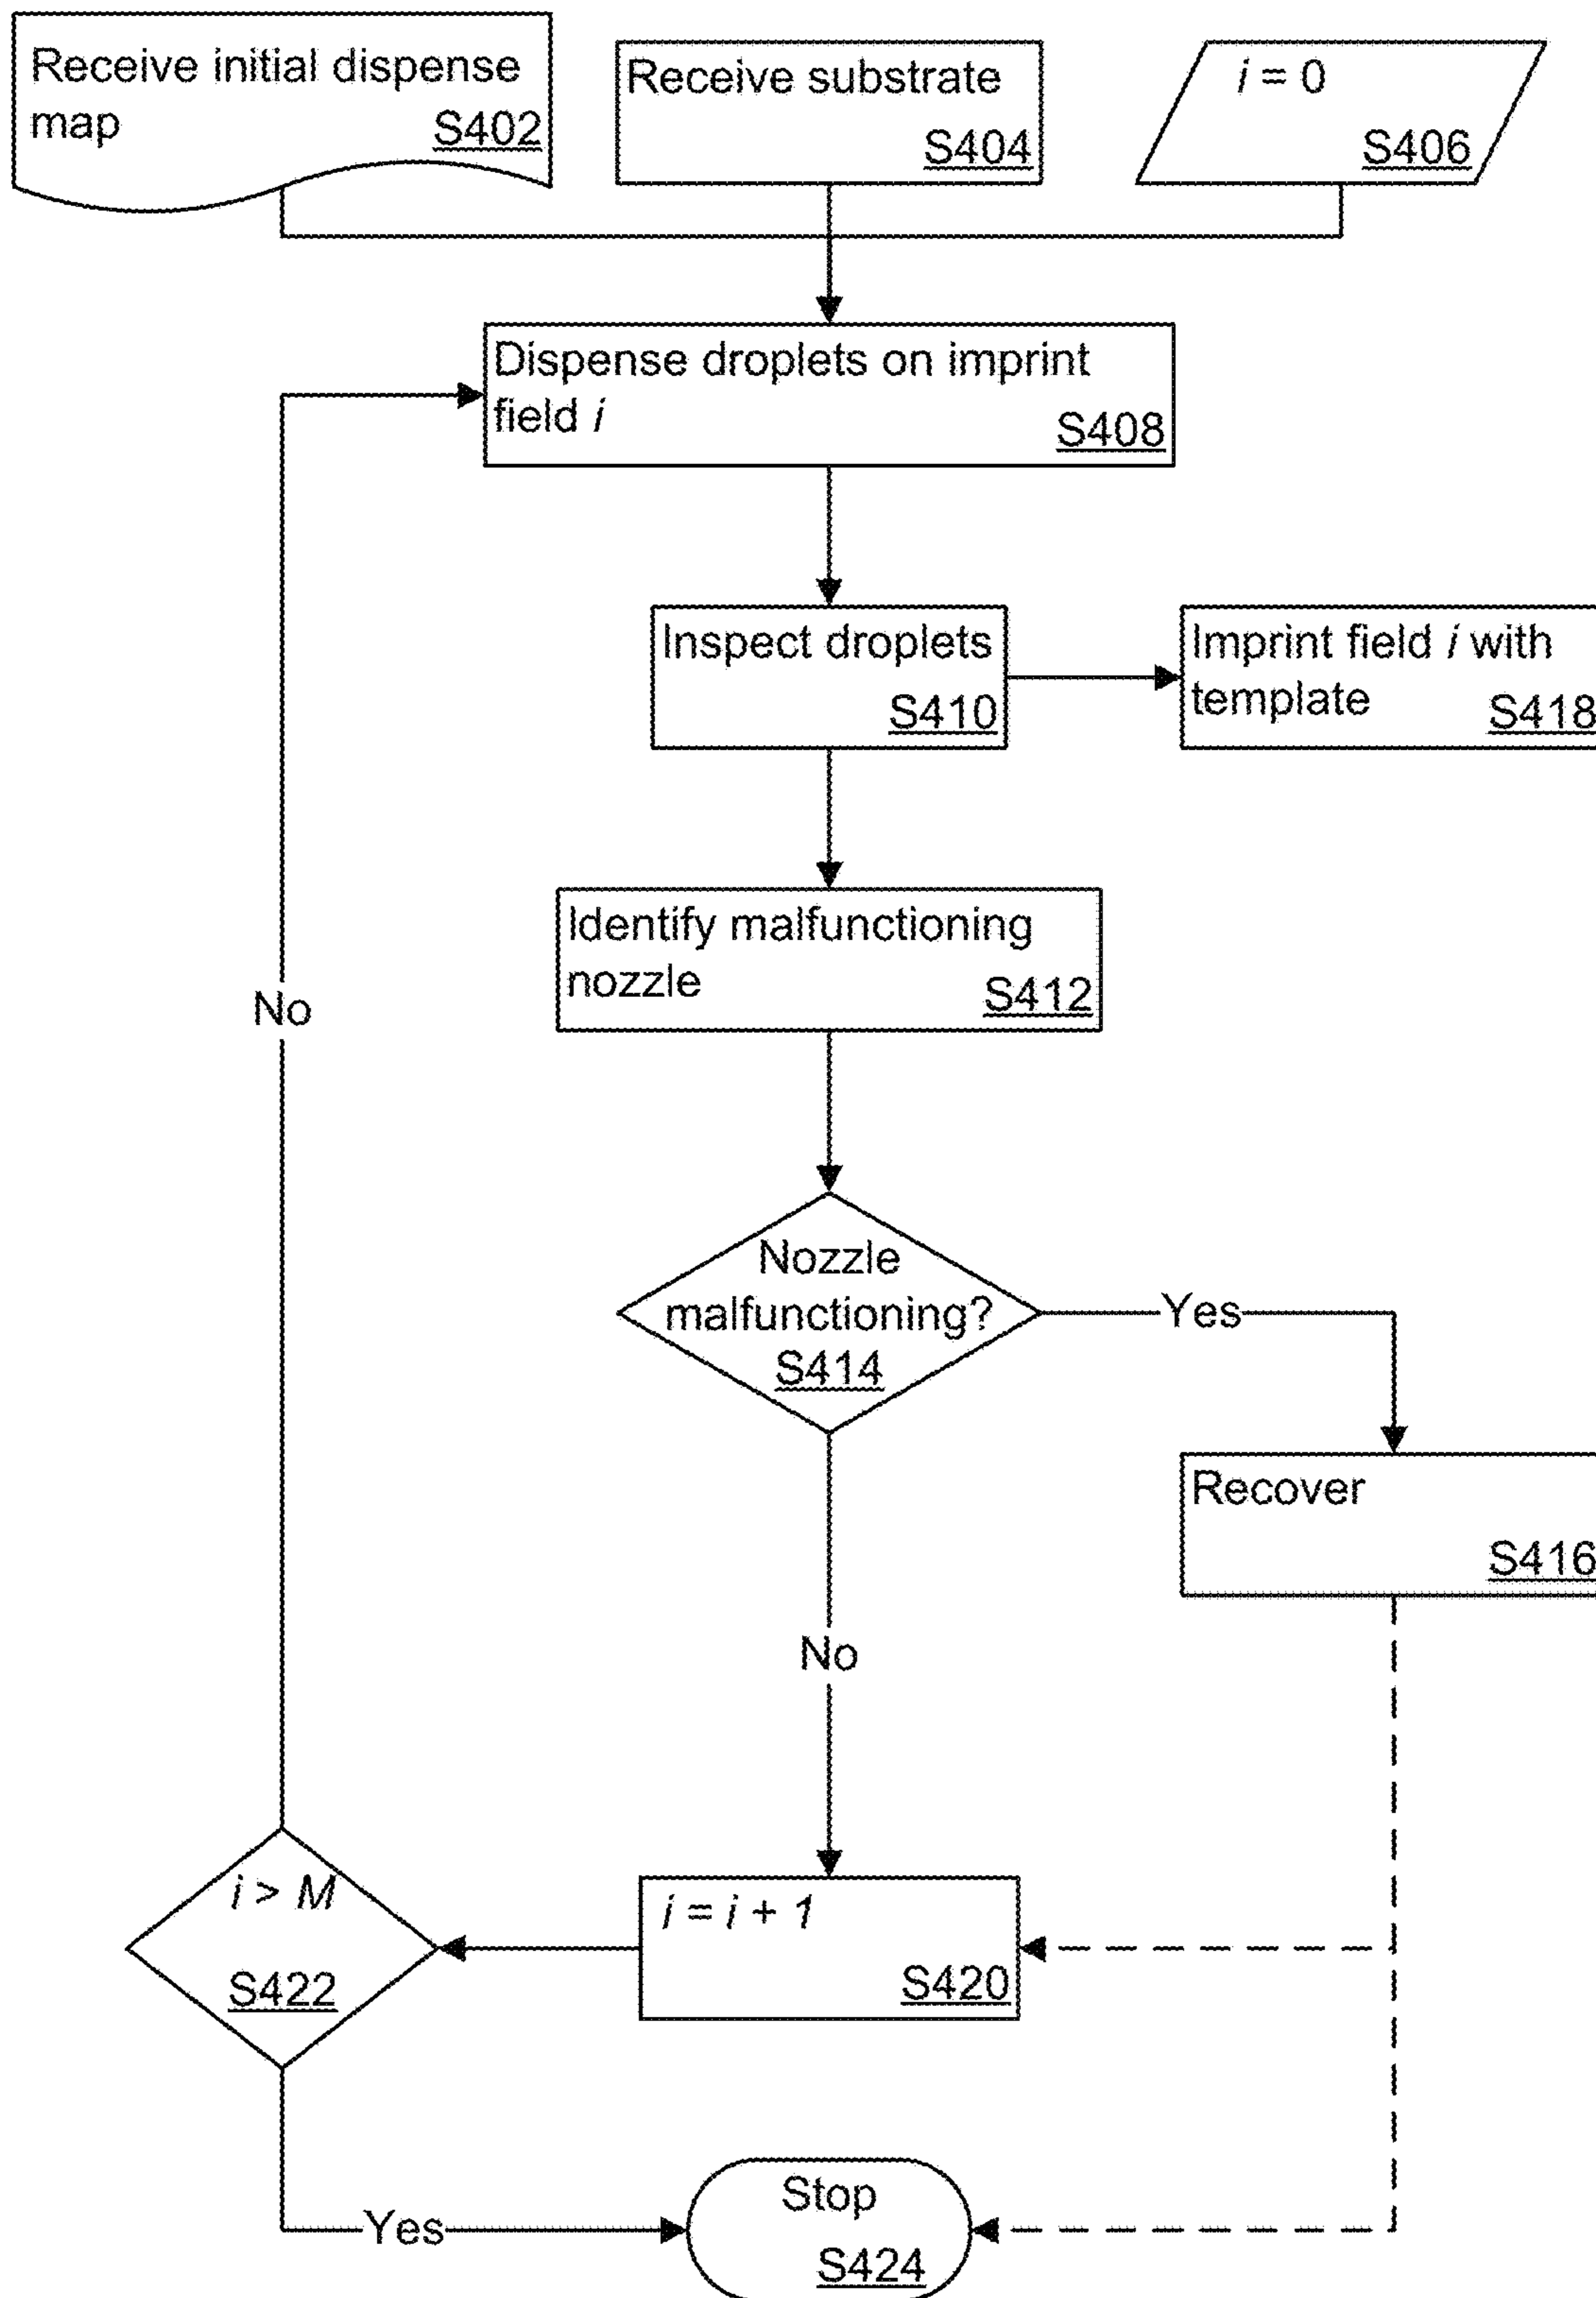 Receive initial dispense
map
S402
Receive substrate
S404
i = 0
S406
Dispense droplets on imprint
field i
S408
Inspect droplets
S410
Imprint field i with
template
S418
Identify malfunctioning
nozzle
S412
No
Nozzle
malfunctioning?
S414
Yes
Recover
S416
No
i > M
S422
i = i + 1
S420
Yes
Stop
S424